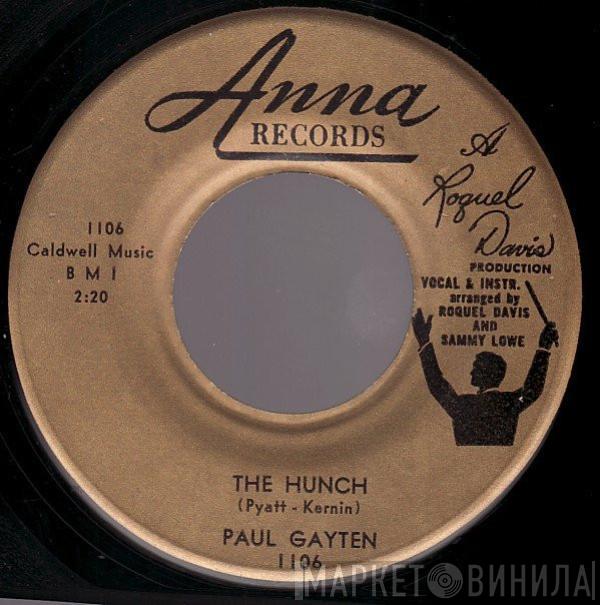 Anna
RECORDS
A
Roquel
Davis
PRODUCTION
VOCAL & INSTR.
arranged by
ROQUEL DAVIS
AND
SAMMY LOWE
1106
Caldwell Music
B M I
2:20
THE HUNCH
(Pyatt - Kernin)
PAUL GAYTEN
1106
МАРКЕТ ВИНИЛА